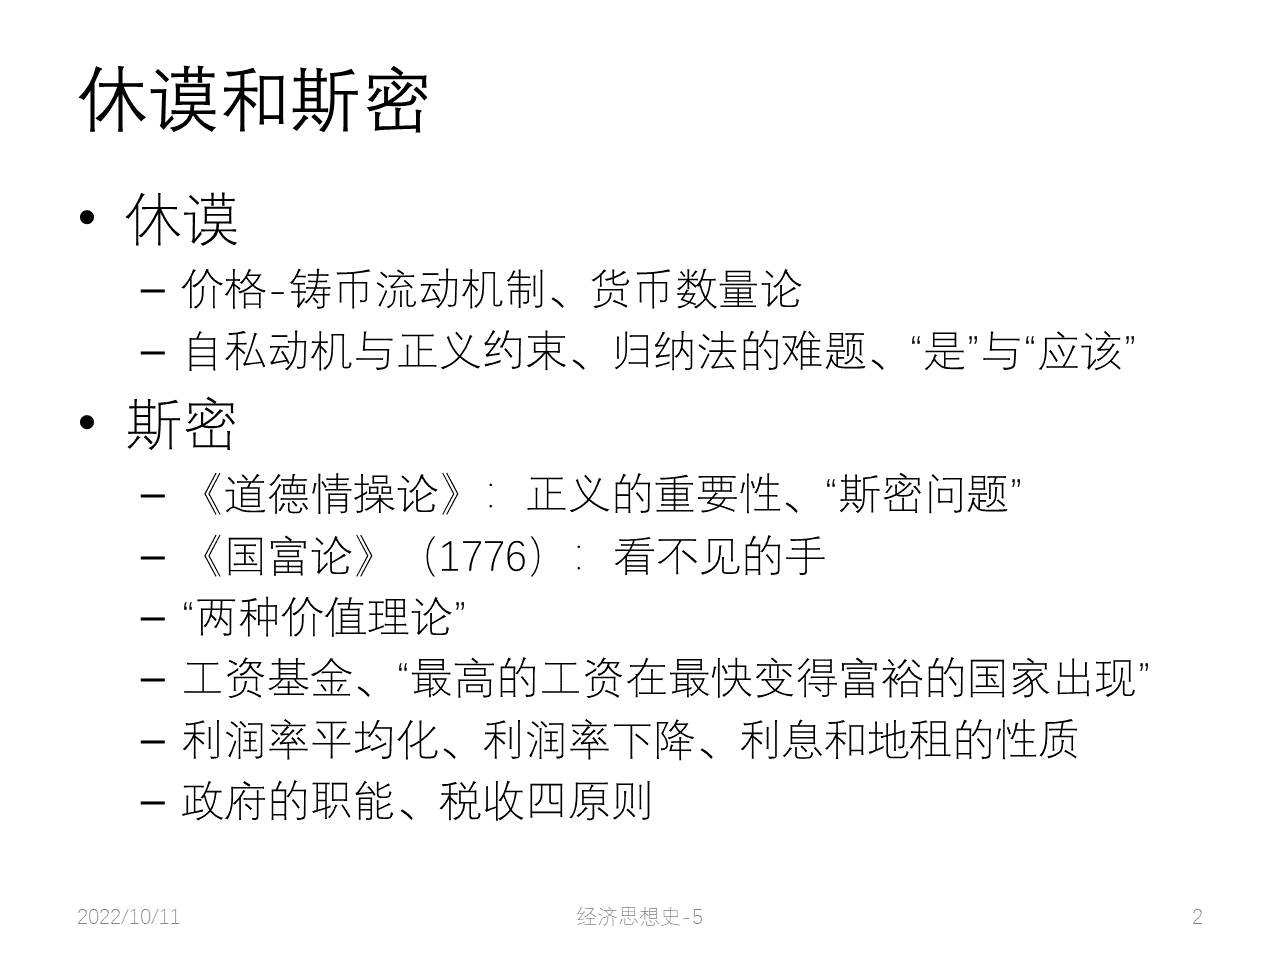 休谟和斯密
• 休谟
– 价格-铸币流动机制、货币数量论
– 自私动机与正义约束、归纳法的难题、“是”与“应该”
• 斯密
– 《道德情操论》：正义的重要性、“斯密问题”
– 《国富论》（1776）：看不见的手
– “两种价值理论”
– 工资基金、“最高的工资在最快变得富裕的国家出现”
– 利润率平均化、利润率下降、利息和地租的性质
– 政府的职能、税收四原则
2022/10/11
经济思想史-5
2